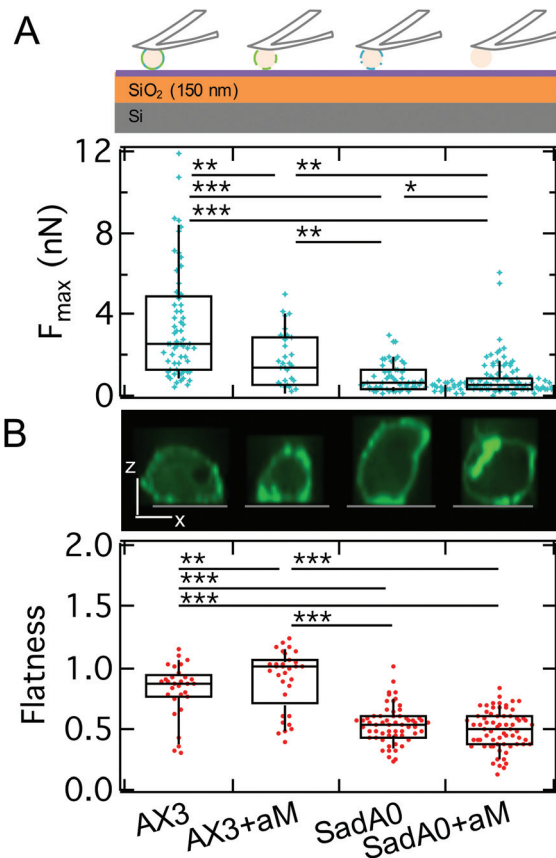 A
SiO₂ (150 nm)
Si
12
8
4
0
Fmax (nN)
** **
*** *
***
**
B
z
x
2.0
1.5
1.0
0.5
0.0
Flatness
** ***
***
***
***
AX3
AX3+aM
SadA0
SadA0+aM